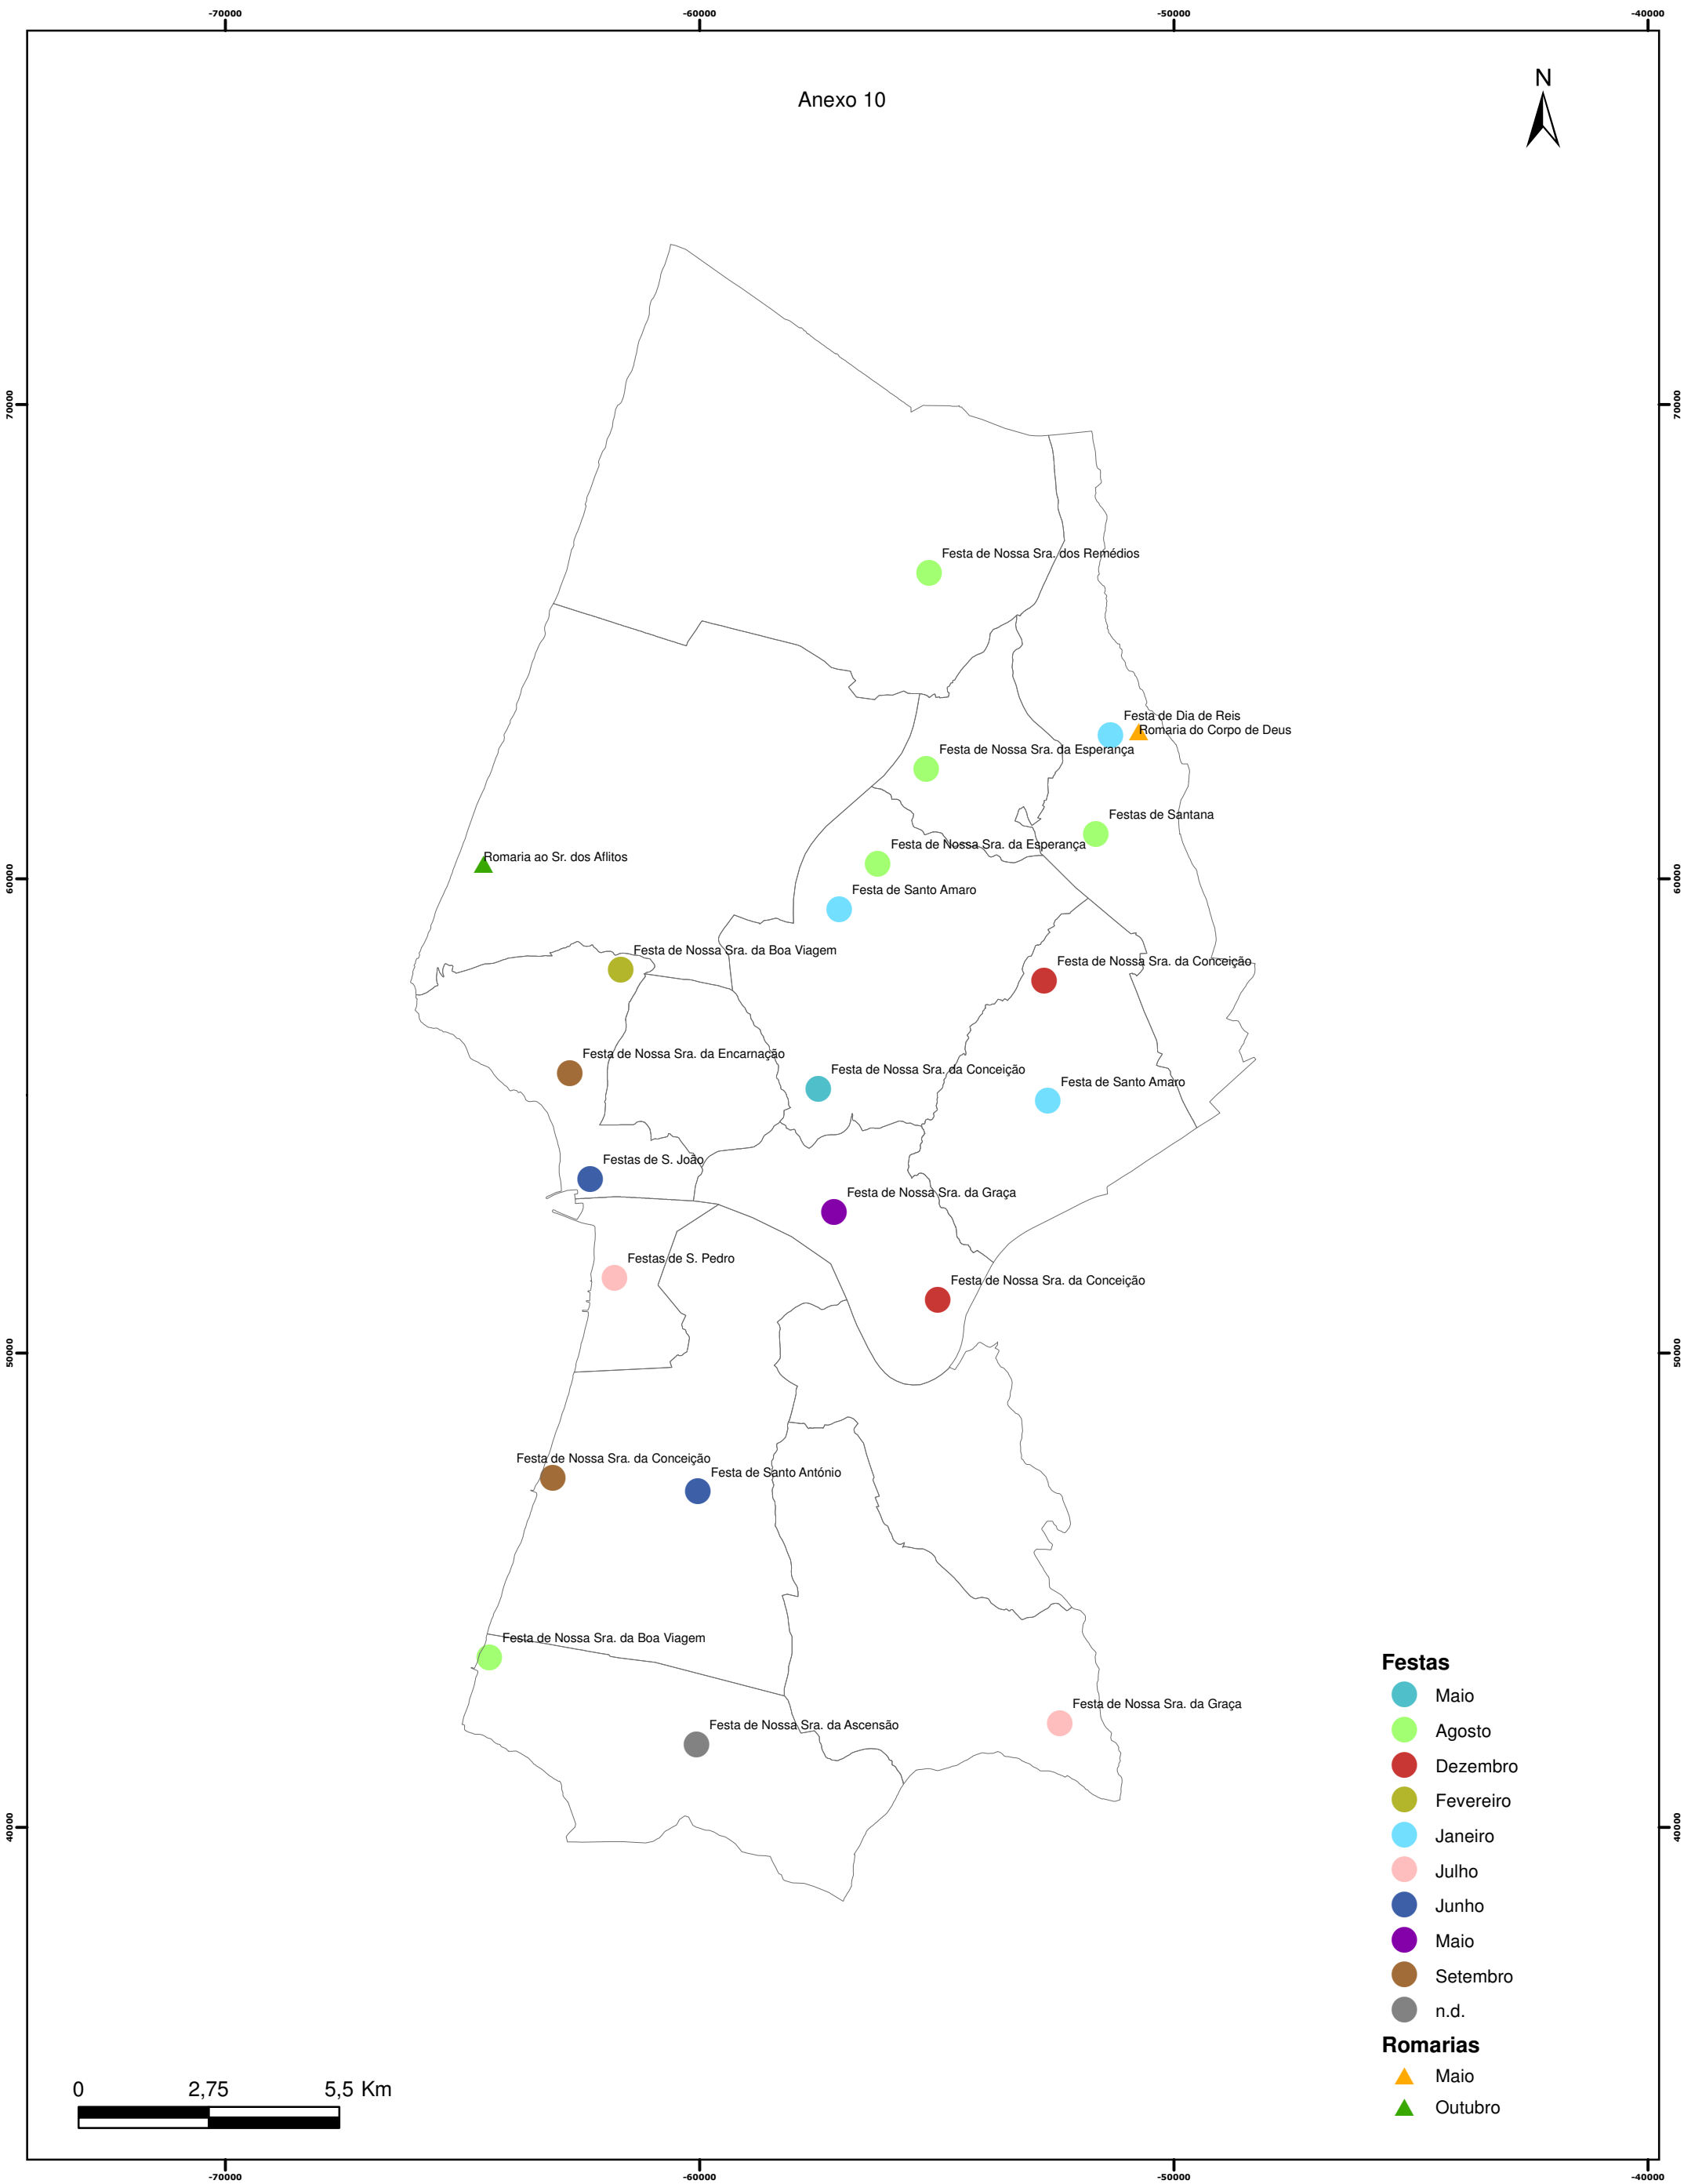 -70000
-60000
-50000
-40000
Anexo 10
N
70000
70000
Festa de Nossa Sra. dos Remédios
Festa de Dia de Reis
Romaria do Corpo de Deus
Festa de Nossa Sra. da Esperança
Festas de Santana
Festa de Nossa Sra. da Esperança
Romaria ao Sr. dos Aflitos
60000
60000
Festa de Santo Amaro
Festa de Nossa Sra. da Boa Viagem
Festa de Nossa Sra. da Conceição
Festa de Nossa Sra. da Encarnação
Festa de Nossa Sra. da Conceição
Festa de Santo Amaro
Festas de S. João
Festa de Nossa Sra. da Graça
Festas de S. Pedro
Festa de Nossa Sra. da Conceição
50000
50000
Festa de Nossa Sra. da Conceição
Festa de Santo António
Festa de Nossa Sra. da Boa Viagem
Festa de Nossa Sra. da Graça
Festa de Nossa Sra. da Ascensão
40000
40000
Festas
Maio
Agosto
Dezembro
Fevereiro
Janeiro
Julho
Junho
Maio
Setembro
n.d.
Romarias
Maio
Outubro
0 2,75 5,5 Km
-70000
-60000
-50000
-40000